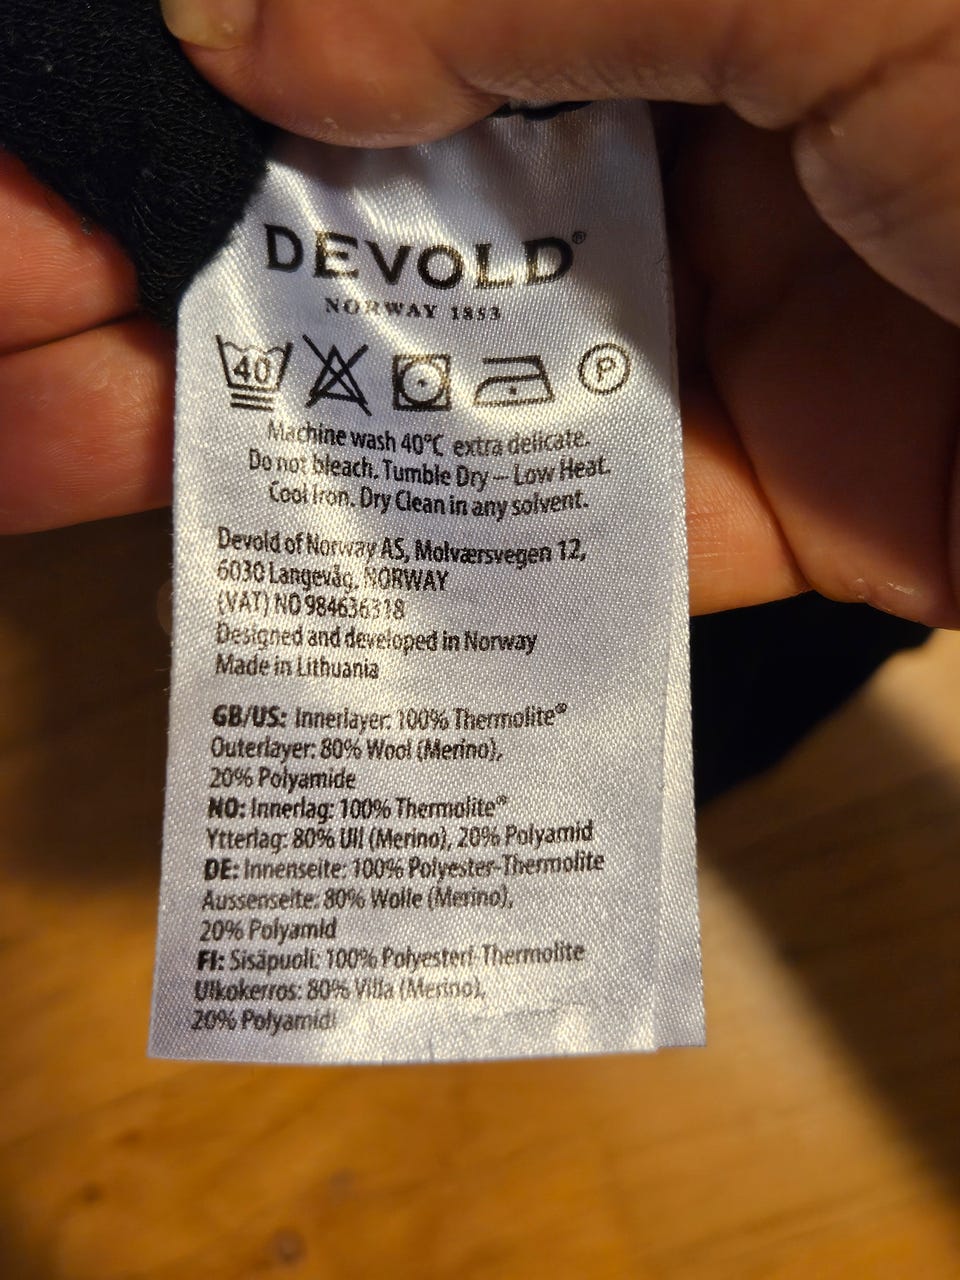 DEVOLD®
NORWAY 1853
40 P
Machine wash 40°C extra delicate.
Do not bleach. Tumble Dry – Low Heat.
Cool Iron. Dry Clean in any solvent.
Devold of Norway AS, Molværsvegen 12,
6030 Langevåg, NORWAY
(VAT) NO 984636318
Designed and developed in Norway
Made in Lithuania
GB/US: Innerlayer: 100% Thermolite®
Outerlayer: 80% Wool (Merino),
20% Polyamide
NO: Innerlag: 100% Thermolite®
Ytterlag: 80% Ull (Merino), 20% Polyamid
DE: Innenseite: 100% Polyester-Thermolite
Aussenseite: 80% Wolle (Merino),
20% Polyamid
FI: Sisäpuoli: 100% Polyesteri-Thermolite
Ulkokerros: 80% Villa (Merino),
20% Polyamidi